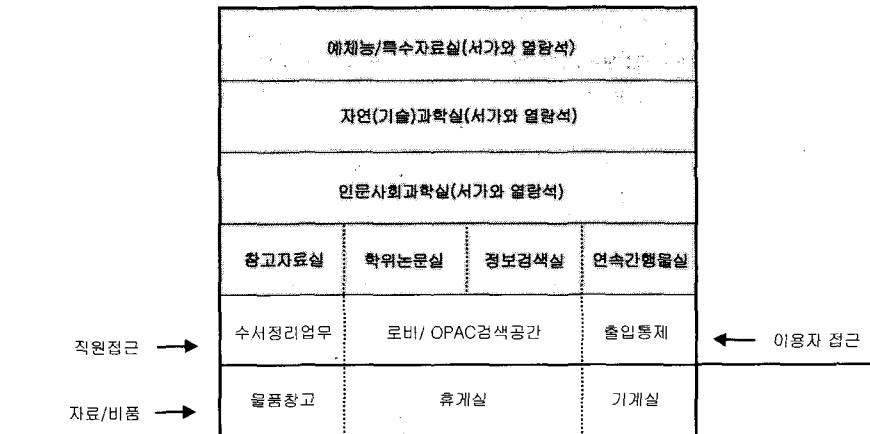 예체능/특수자료실(서가와 열람석)
자연(기술)과학실(서가와 열람석)
인문사회과학실(서가와 열람석)
참고자료실 학위논문실 정보검색실 연속간행물실
직원접근 수서정리업무 로비/ OPAC검색공간 출입통제 이용자 접근
자료/비품 물품창고 휴게실 기계실